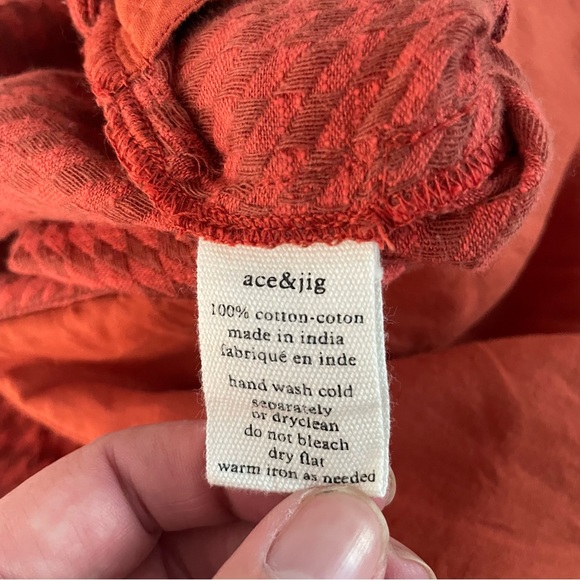 ace&jig
100% cotton-coton
made in india
fabriqué en inde
hand wash cold
separately
or dryclean
do not bleach
dry flat
warm iron as needed